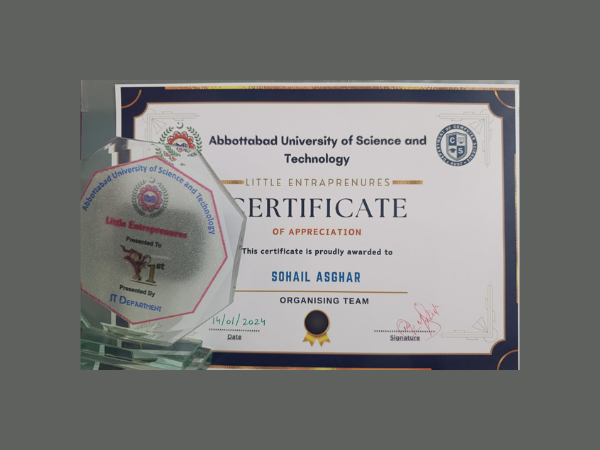 Abbottabad University of Science and
Technology
LITTLE ENTRAPRENURES
CERTIFICATE
OF APPRECIATION
This certificate is proudly awarded to
SOHAIL ASGHAR
ORGANISING TEAM
14/01/2024
Date
Signature
Abbottabad University of Science and Technology
Little Entreprenures
Presented To
1st
Presented By
IT DEPARTMENT
CS